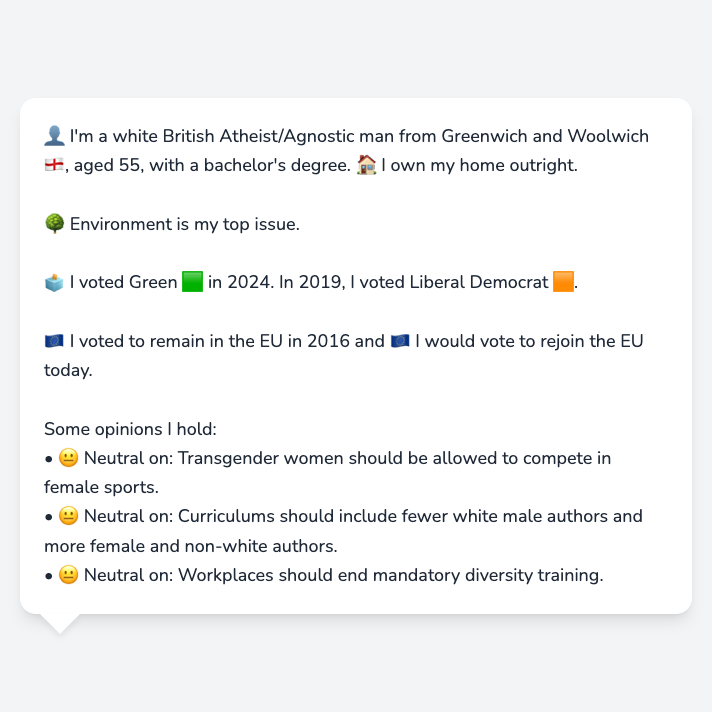 👤 I'm a white British Atheist/Agnostic man from Greenwich and Woolwich
🏴󠁧󠁢󠁥󠁮󠁧󠁿, aged 55, with a bachelor's degree. 🏠 I own my home outright.
🌳 Environment is my top issue.
🗳️ I voted Green 🟩 in 2024. In 2019, I voted Liberal Democrat 🟧.
🇪🇺 I voted to remain in the EU in 2016 and 🇪🇺 I would vote to rejoin the EU
today.
Some opinions I hold:
• 😐 Neutral on: Transgender women should be allowed to compete in
female sports.
• 😐 Neutral on: Curriculums should include fewer white male authors and
more female and non-white authors.
• 😐 Neutral on: Workplaces should end mandatory diversity training.